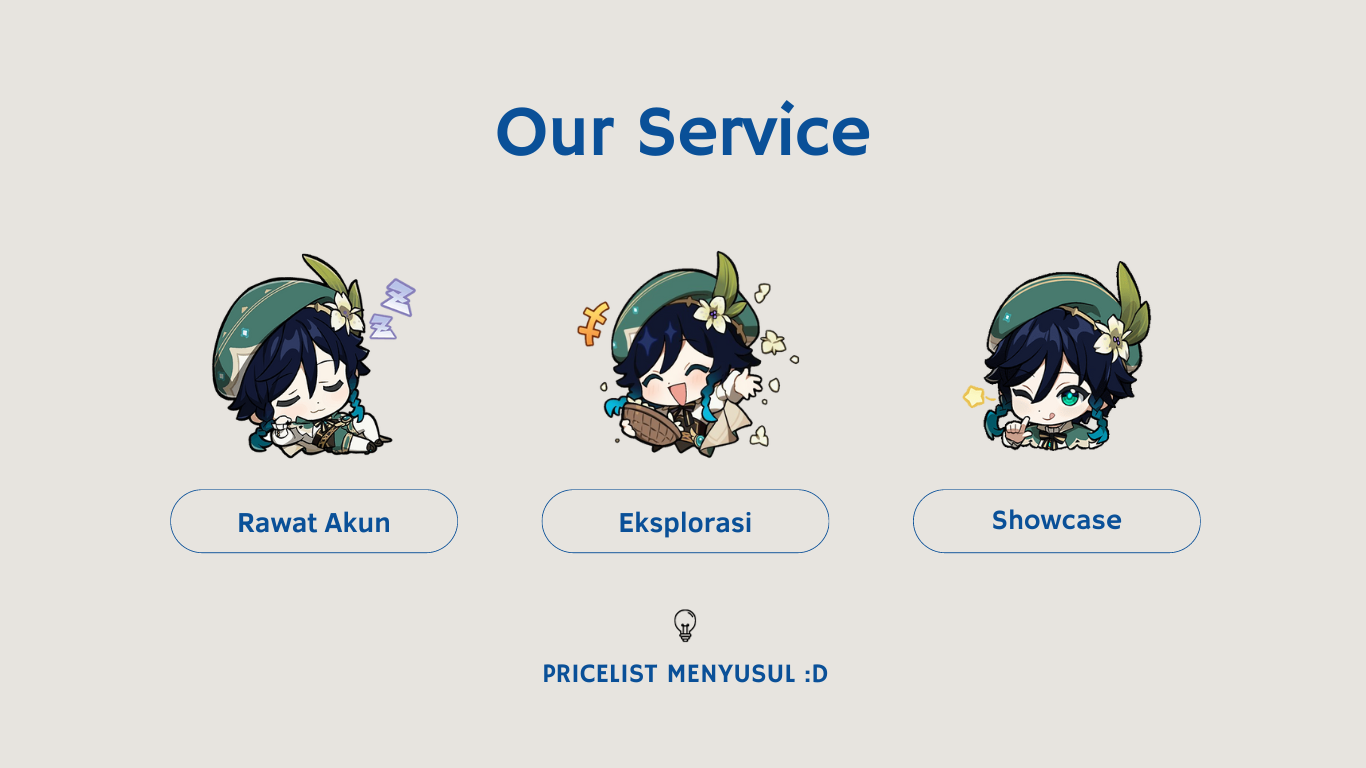 Our Service
Rawat Akun
Eksplorasi
Showcase
PRICELIST MENYUSUL :D